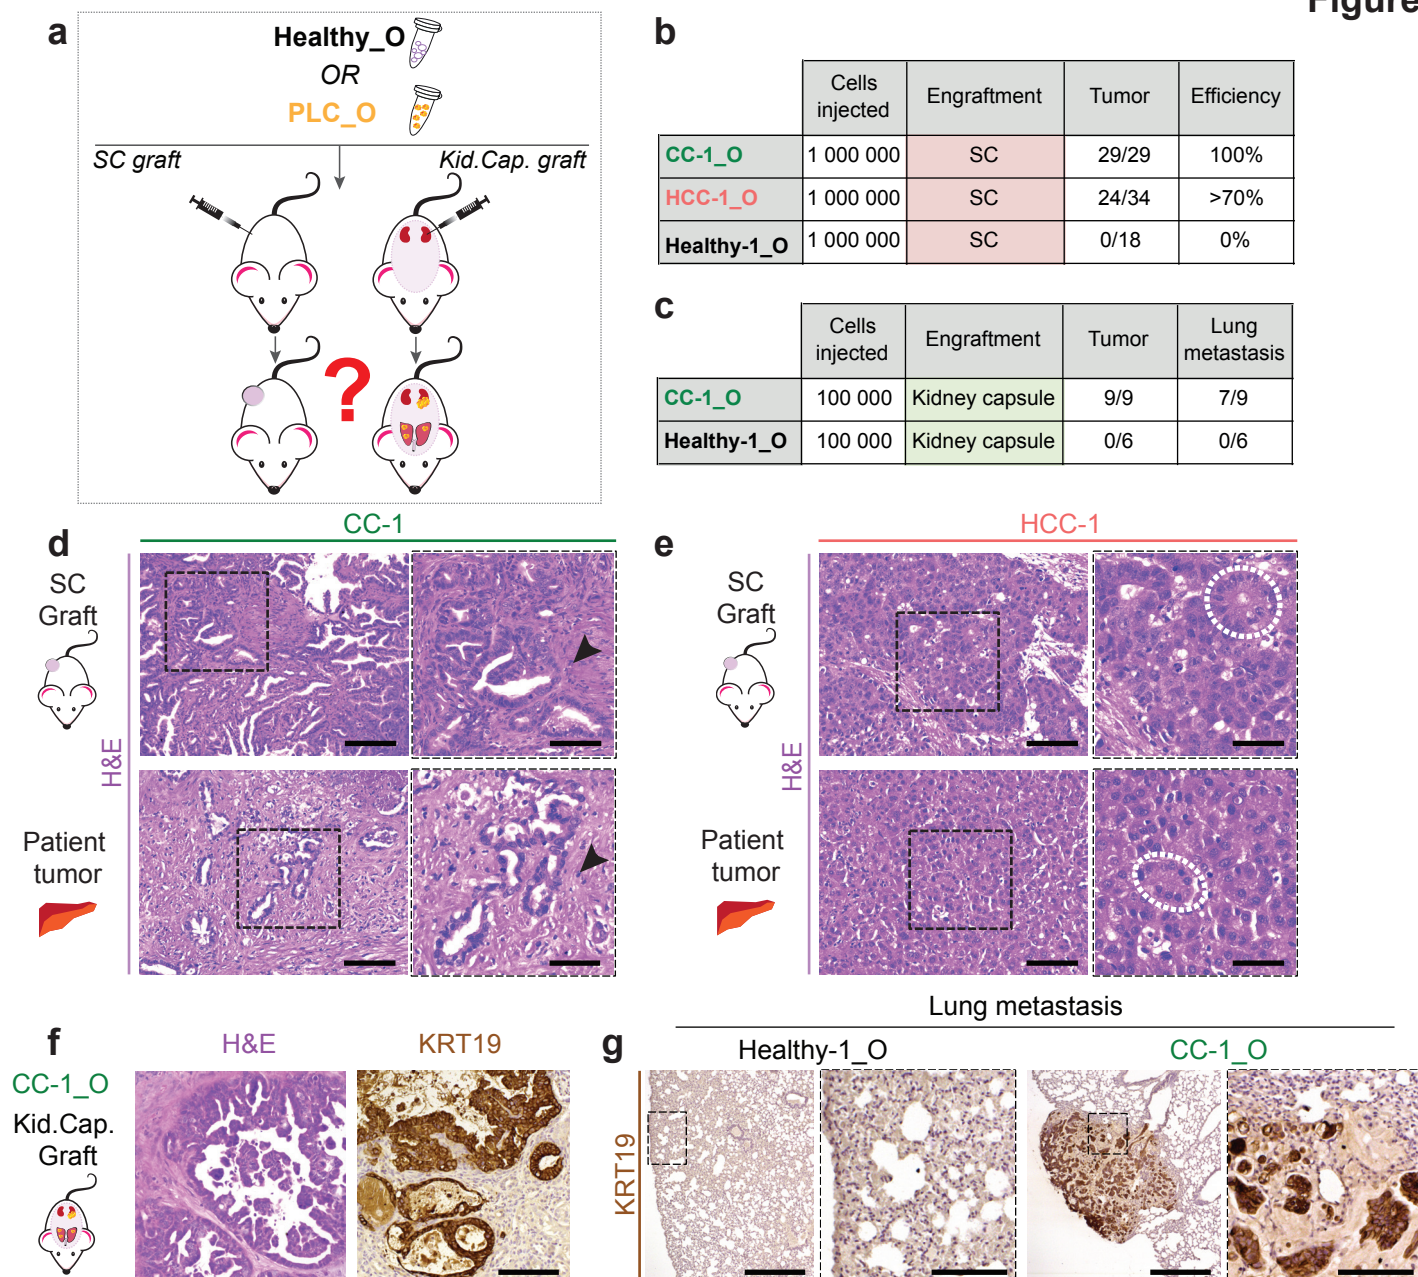 Figure
a
Healthy_O
OR
PLC_O
SC graft
Kid.Cap. graft
?
b
Cells injected Engraftment Tumor Efficiency
CC-1_O 1 000 000 SC 29/29 100%
HCC-1_O 1 000 000 SC 24/34 >70%
Healthy-1_O 1 000 000 SC 0/18 0%
c
Cells injected Engraftment Tumor Lung metastasis
CC-1_O 100 000 Kidney capsule 9/9 7/9
Healthy-1_O 100 000 Kidney capsule 0/6 0/6
d
CC-1
SC
Graft
H&E
Patient
tumor
e
HCC-1
SC
Graft
H&E
Patient
tumor
f
H&E
KRT19
CC-1_O
Kid.Cap.
Graft
g
Lung metastasis
Healthy-1_O
CC-1_O
KRT19